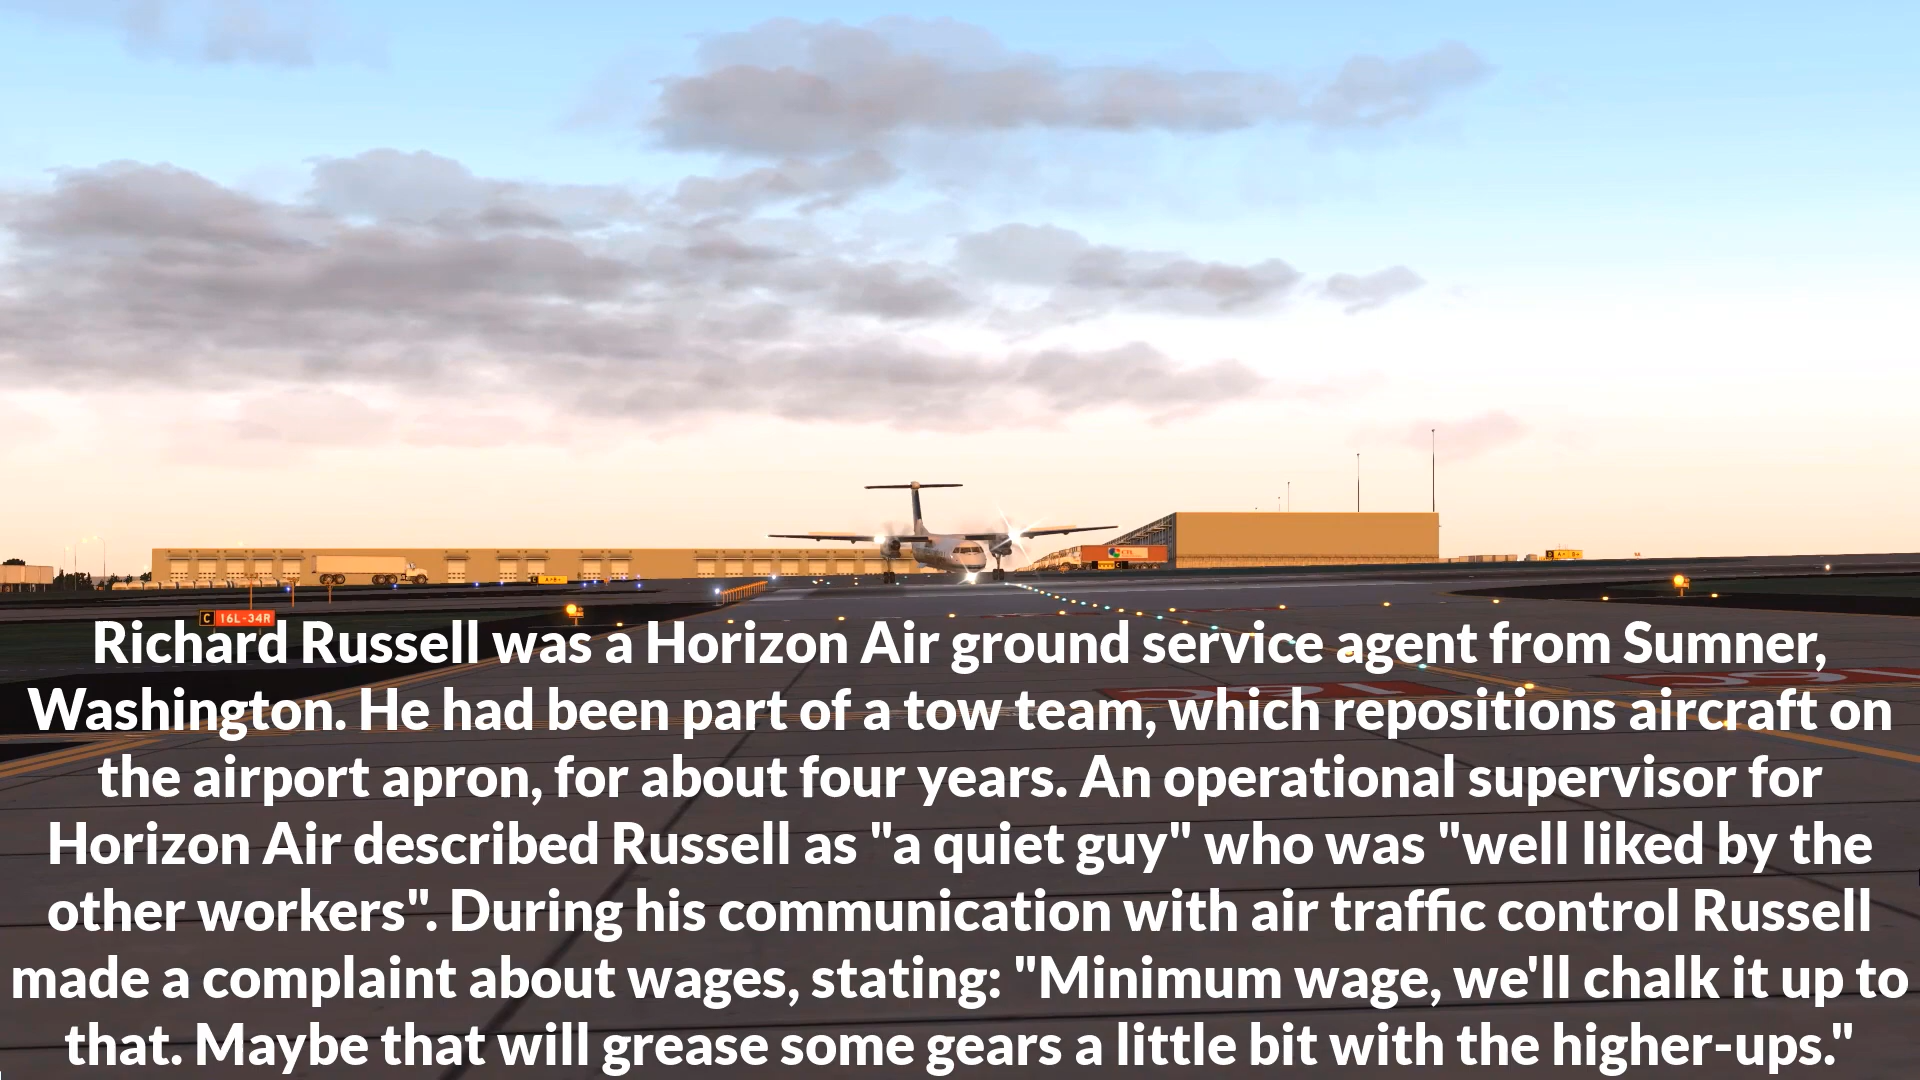 C 16L-34R
Richard Russell was a Horizon Air ground service agent from Sumner,
Washington. He had been part of a tow team, which repositions aircraft on
the airport apron, for about four years. An operational supervisor for
Horizon Air described Russell as "a quiet guy" who was "well liked by the
other workers". During his communication with air traffic control Russell
made a complaint about wages, stating: "Minimum wage, we'll chalk it up to
that. Maybe that will grease some gears a little bit with the higher-ups."